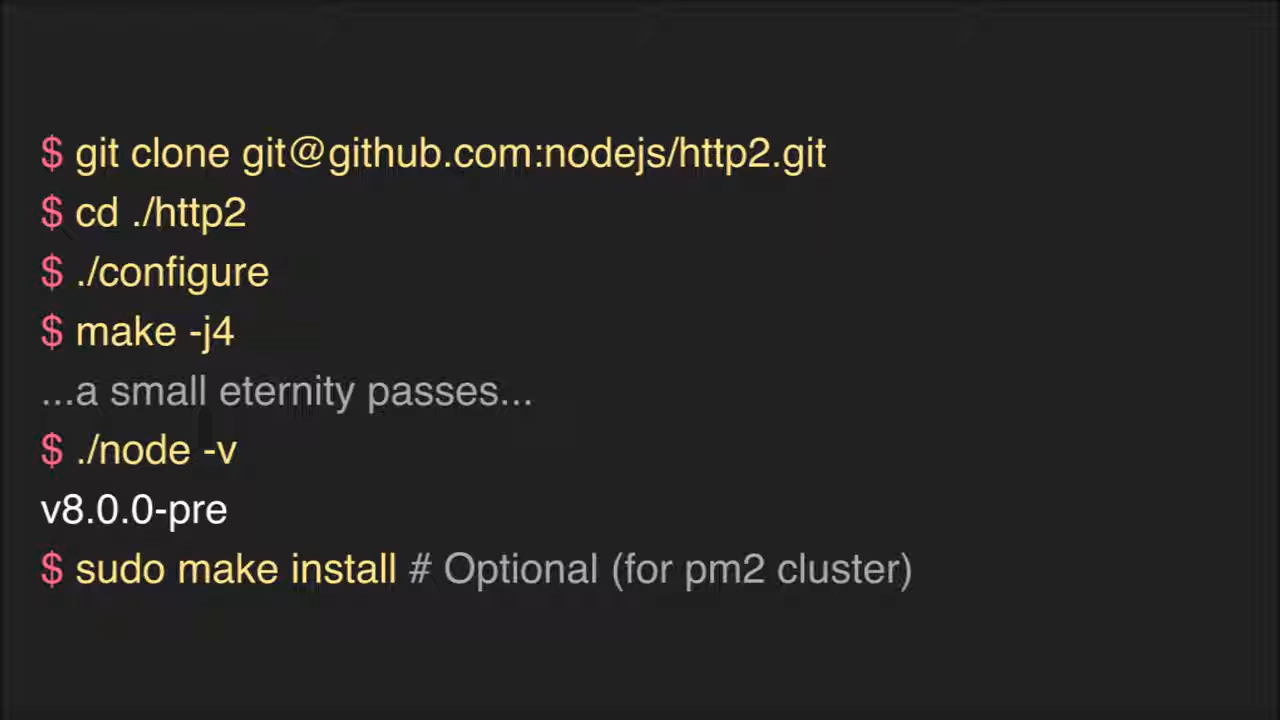 $ git clone git@github.com:nodejs/http2.git
$ cd ./http2
$ ./configure
$ make -j4
...a small eternity passes...
$ ./node -v
v8.0.0-pre
$ sudo make install # Optional (for pm2 cluster)